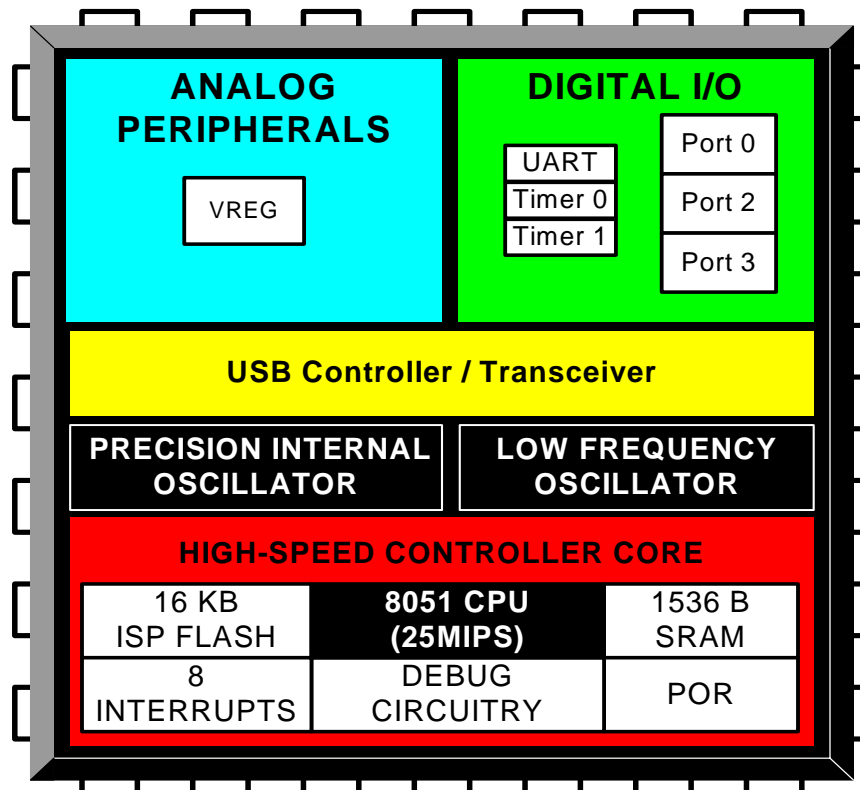 ANALOG
PERIPHERALS
VREG
DIGITAL I/O
UART
Timer 0
Timer 1
Port 0
Port 2
Port 3
USB Controller / Transceiver
PRECISION INTERNAL
OSCILLATOR
LOW FREQUENCY
OSCILLATOR
HIGH-SPEED CONTROLLER CORE
16 KB
ISP FLASH
8051 CPU
(25MIPS)
1536 B
SRAM
8
INTERRUPTS
DEBUG
CIRCUITRY
POR